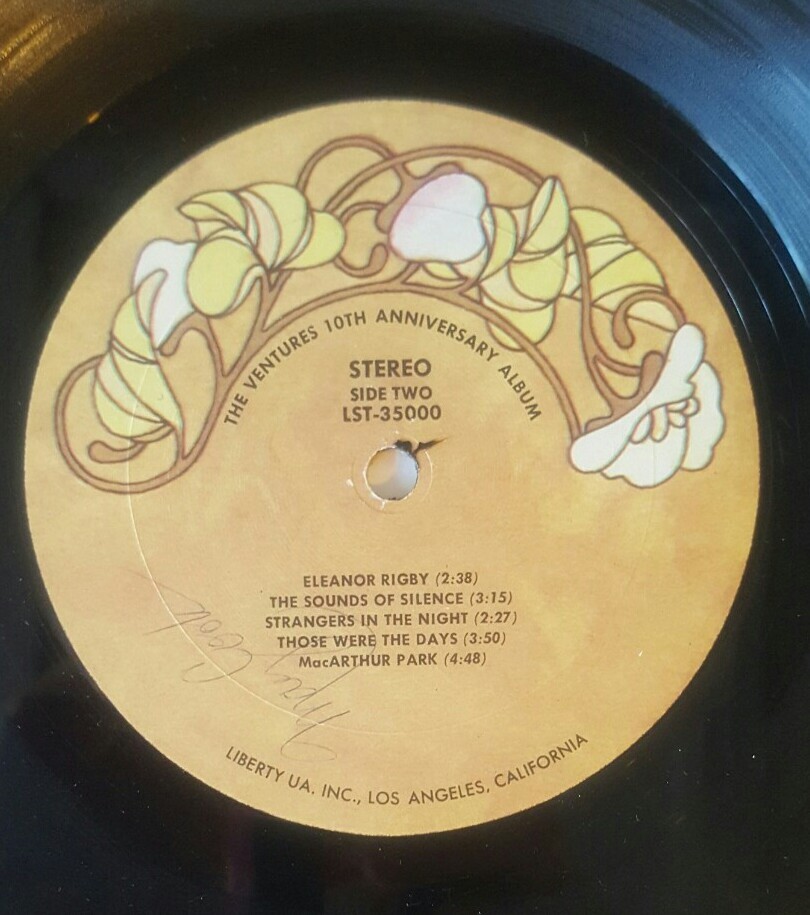 THE VENTURES 10TH ANNIVERSARY ALBUM
STEREO
SIDE TWO
LST-35000
ELEANOR RIGBY (2:38)
THE SOUNDS OF SILENCE (3:15)
STRANGERS IN THE NIGHT (2:27)
THOSE WERE THE DAYS (3:50)
MacARTHUR PARK (4:48)
LIBERTY UA. INC., LOS ANGELES, CALIFORNIA